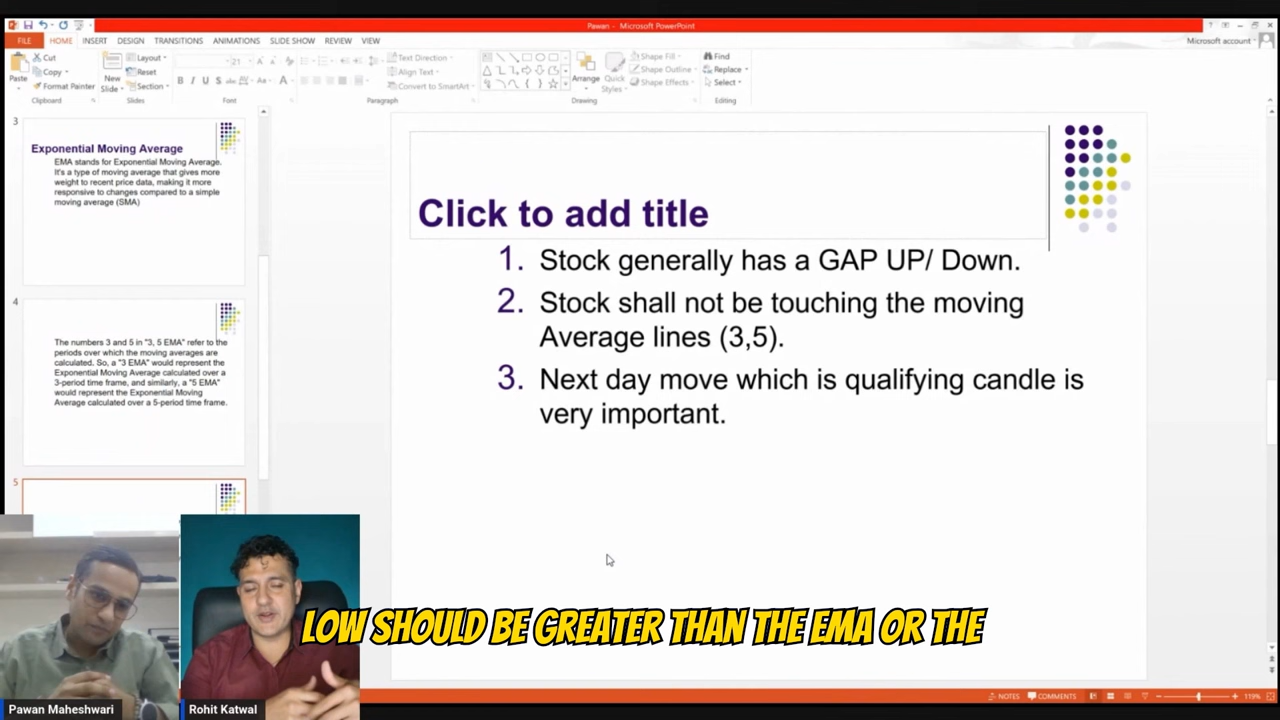 Pawan - Microsoft PowerPoint
FILE HOME INSERT DESIGN TRANSITIONS ANIMATIONS SLIDE SHOW REVIEW VIEW
Microsoft account
Paste
Cut
Copy
Format Painter
Clipboard
New Slide
Layout
Reset
Section
Slides
21
Font
Text Direction
Align Text
Convert to SmartArt
Paragraph
Arrange
Quick Styles
Shape Fill
Shape Outline
Shape Effects
Drawing
Find
Replace
Select
Editing
3
Exponential Moving Average
EMA stands for Exponential Moving Average.
It's a type of moving average that gives more
weight to recent price data, making it more
responsive to changes compared to a simple
moving average (SMA)
4
The numbers 3 and 5 in "3, 5 EMA" refer to the
periods over which the moving averages are
calculated. So, a "3 EMA" would represent the
Exponential Moving Average calculated over a
3-period time frame, and similarly, a "5 EMA"
would represent the Exponential Moving
Average calculated over a 5-period time frame.
5
Click to add title
1. Stock generally has a GAP UP/ Down.
2. Stock shall not be touching the moving
Average lines (3,5).
3. Next day move which is qualifying candle is
very important.
LOW SHOULD BE GREATER THAN THE EMA OR THE
Pawan Maheshwari
Rohit Katwal
NOTES COMMENTS 119%